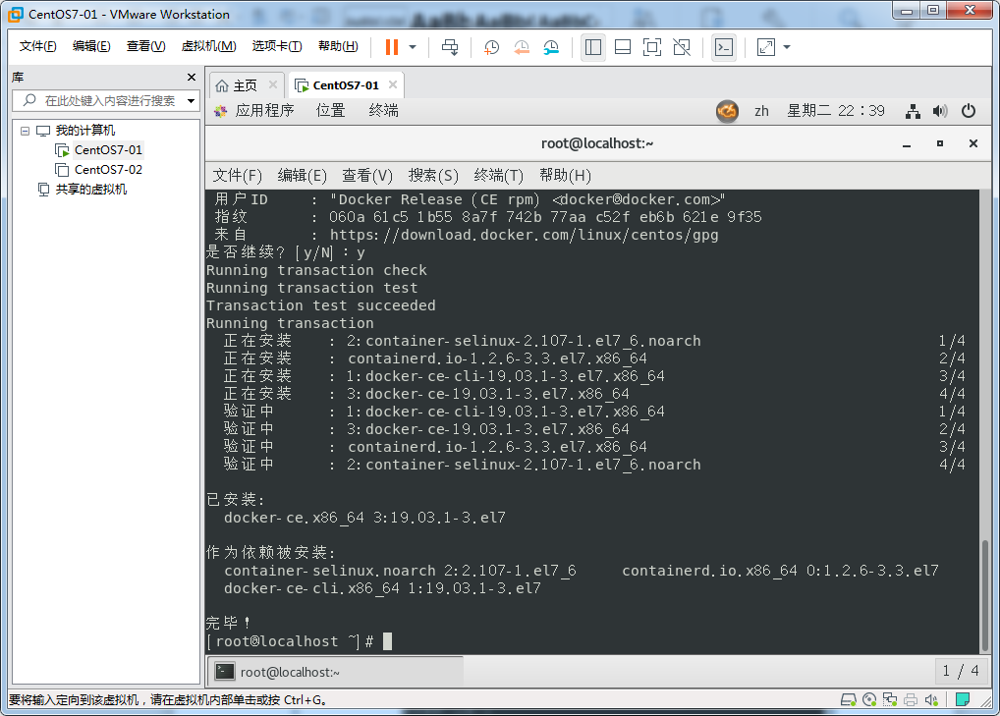 CentOS7-01 - VMware Workstation
文件(F) 编辑(E) 查看(V) 虚拟机(M) 选项卡(T) 帮助(H)
库
在此处键入内容进行搜索
我的计算机
CentOS7-01
CentOS7-02
共享的虚拟机
主页 CentOS7-01
应用程序 位置 终端 zh 星期二 22:39
root@localhost:~
文件(F) 编辑(E) 查看(V) 搜索(S) 终端(T) 帮助(H)
用户ID : "Docker Release (CE rpm) <docker@docker.com>"
指纹 : 060a 61c5 1b55 8a7f 742b 77aa c52f eb6b 621e 9f35
来自 : https://download.docker.com/linux/centos/gpg
是否继续？[y/N]：y
Running transaction check
Running transaction test
Transaction test succeeded
Running transaction
正在安装 : 2:container-selinux-2.107-1.el7_6.noarch 1/4
正在安装 : containerd.io-1.2.6-3.3.el7.x86_64 2/4
正在安装 : 1:docker-ce-cli-19.03.1-3.el7.x86_64 3/4
正在安装 : 3:docker-ce-19.03.1-3.el7.x86_64 4/4
验证中 : 1:docker-ce-cli-19.03.1-3.el7.x86_64 1/4
验证中 : 3:docker-ce-19.03.1-3.el7.x86_64 2/4
验证中 : containerd.io-1.2.6-3.3.el7.x86_64 3/4
验证中 : 2:container-selinux-2.107-1.el7_6.noarch 4/4
已安装:
docker-ce.x86_64 3:19.03.1-3.el7
作为依赖被安装:
container-selinux.noarch 2:2.107-1.el7_6 containerd.io.x86_64 0:1.2.6-3.3.el7
docker-ce-cli.x86_64 1:19.03.1-3.el7
完毕！
[root@localhost ~]#
root@localhost:~ 1 / 4
要将输入定向到该虚拟机，请在虚拟机内部单击或按 Ctrl+G。